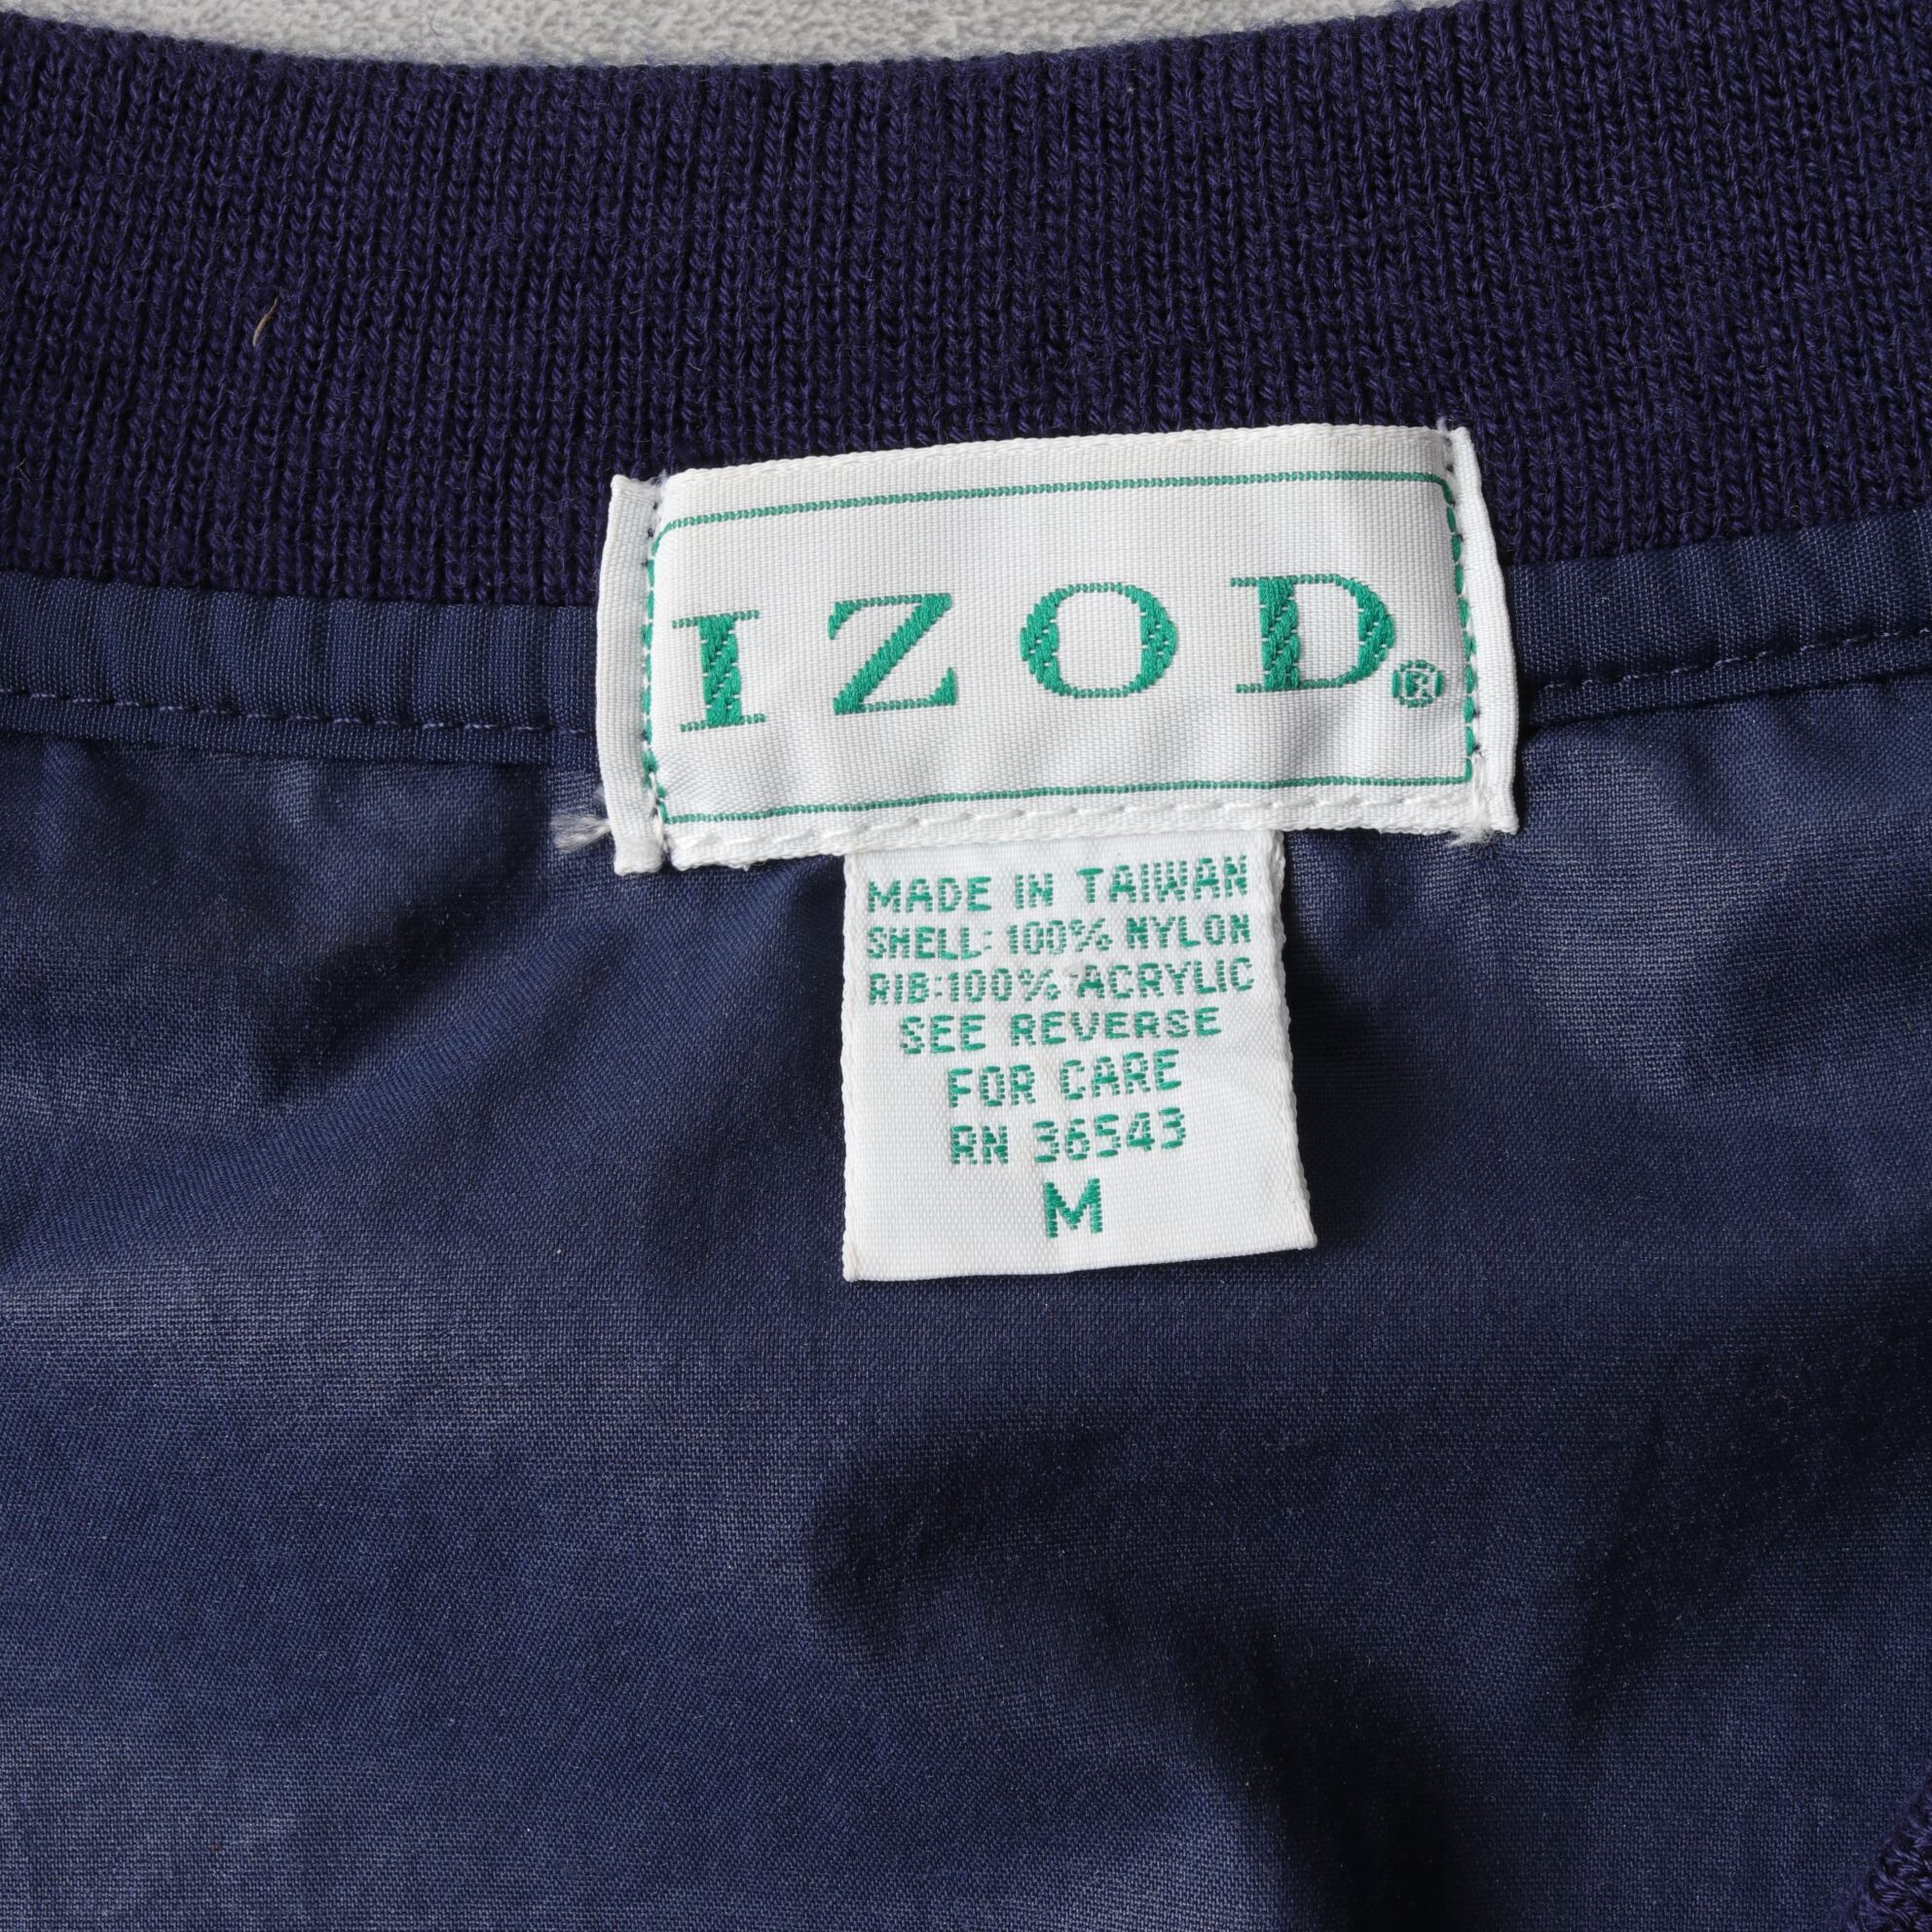 IZOD®
MADE IN TAIWAN
SHELL: 100% NYLON
RIB:100% ACRYLIC
SEE REVERSE
FOR CARE
RN 36543
M